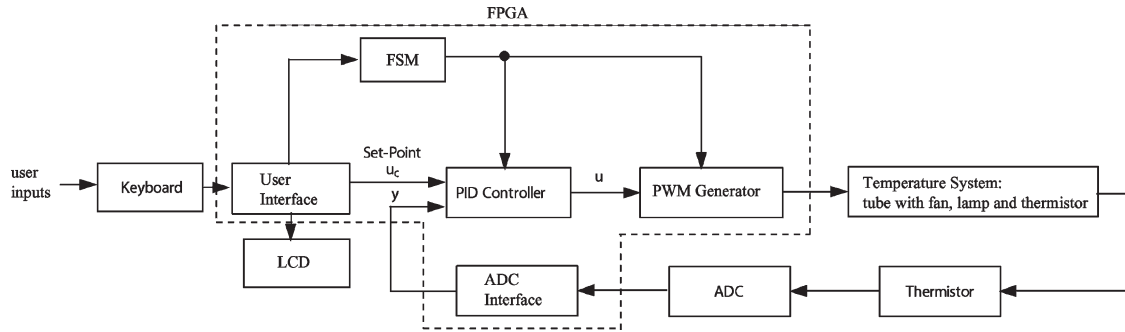 FPGA
FSM
user
inputs
Keyboard
User
Interface
Set-Point
uc
y
PID Controller
u
PWM Generator
Temperature System:
tube with fan, lamp and thermistor
LCD
ADC
Interface
ADC
Thermistor